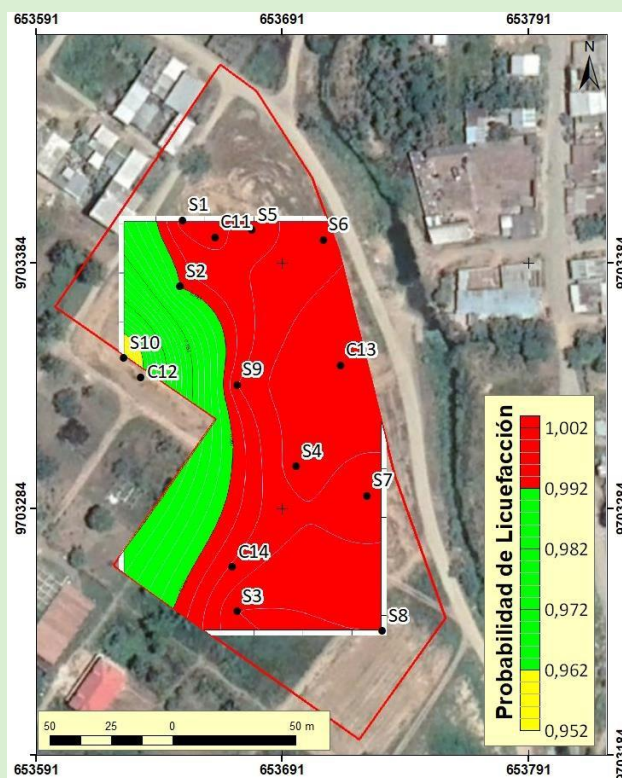 653591 653691 653791
N
S1
C11
S5
S6
9703384
9703384
S2
S10
C12
S9
C13
S4
S7
9703284
9703284
C14
S3
S8
Probabilidad de Licuefacción
1,002
0,992
0,982
0,972
0,962
0,952
50 25 0 50 m
9703184
653591 653691 653791